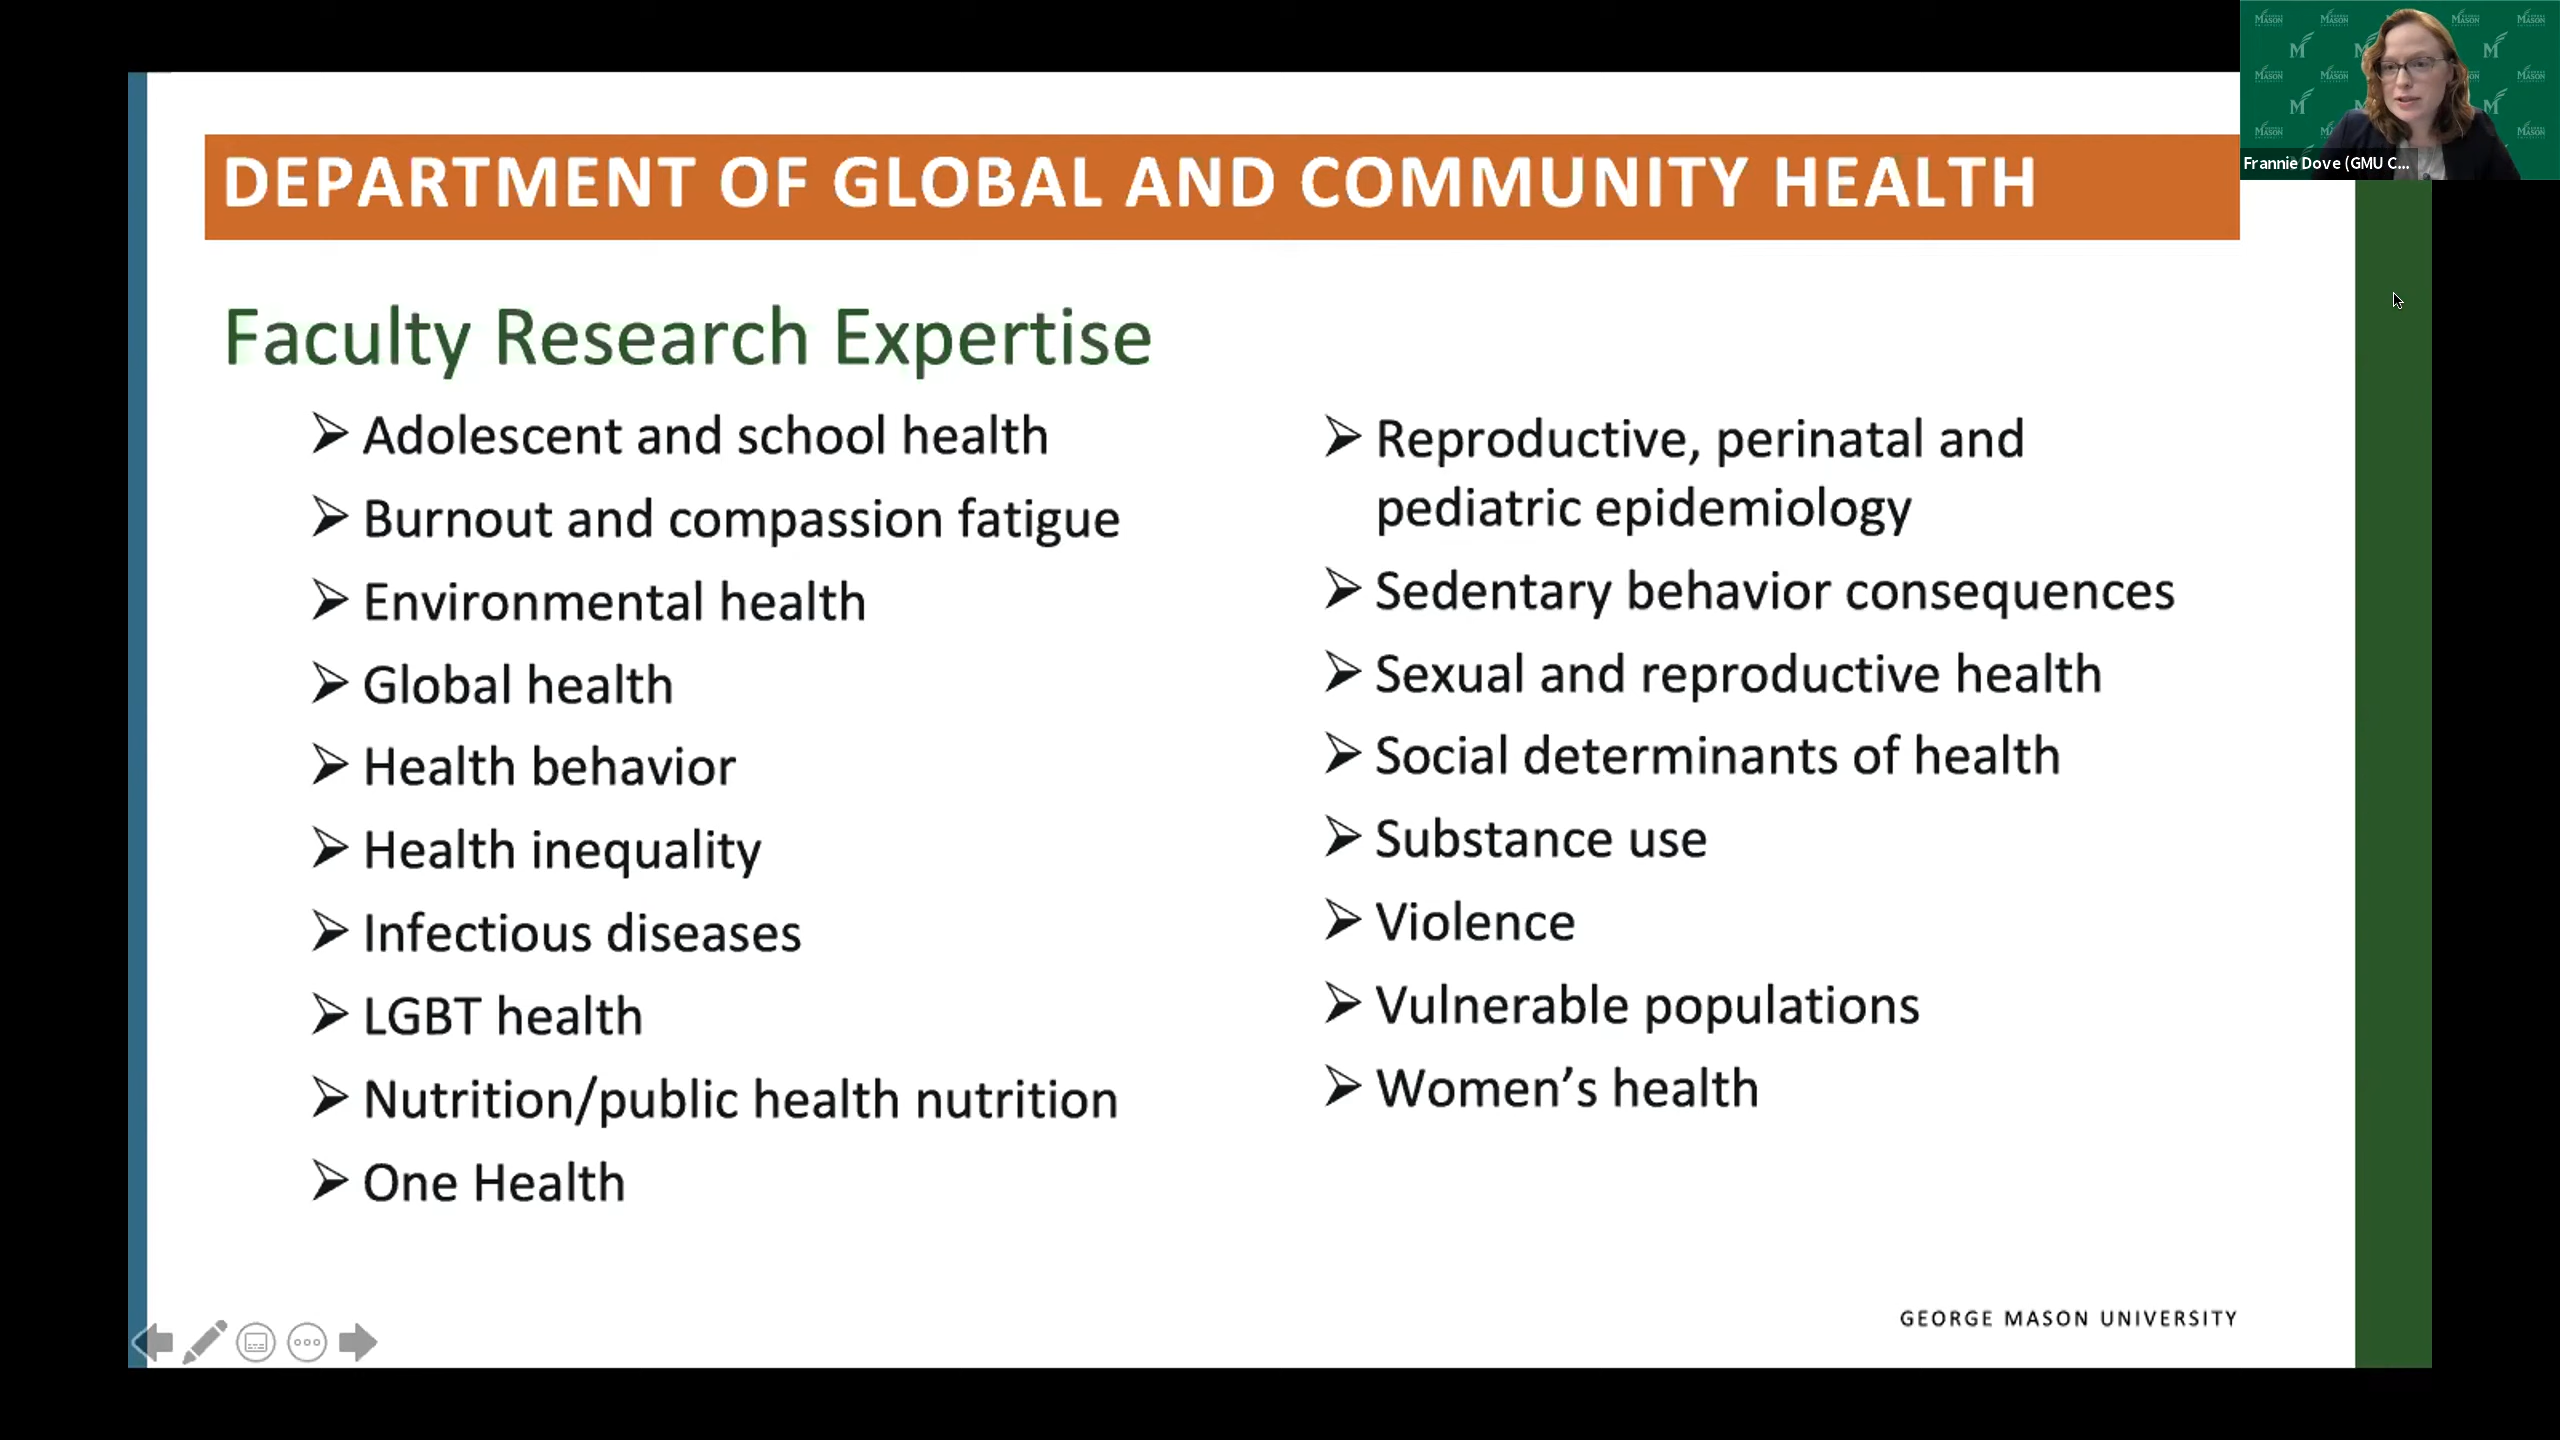 DEPARTMENT OF GLOBAL AND COMMUNITY HEALTH
Faculty Research Expertise
Adolescent and school health
Burnout and compassion fatigue
Environmental health
Global health
Health behavior
Health inequality
Infectious diseases
LGBT health
Nutrition/public health nutrition
One Health
Reproductive, perinatal and
pediatric epidemiology
Sedentary behavior consequences
Sexual and reproductive health
Social determinants of health
Substance use
Violence
Vulnerable populations
Women’s health
GEORGE MASON UNIVERSITY
Frannie Dove (GMU C...